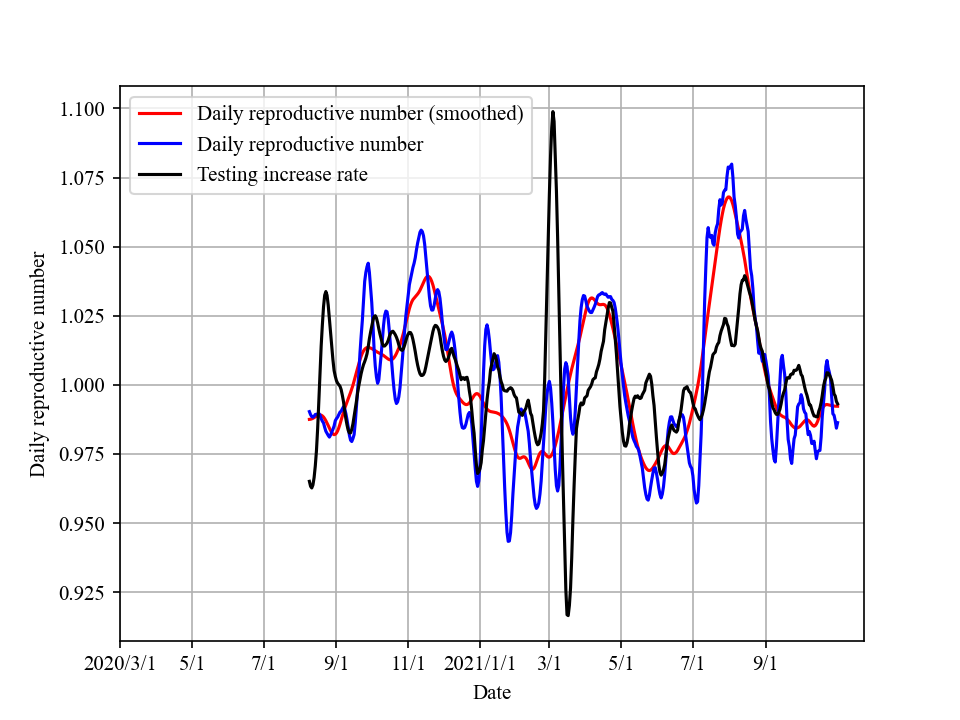 Daily reproductive number (smoothed)
Daily reproductive number
Testing increase rate
Daily reproductive number
1.100
1.075
1.050
1.025
1.000
0.975
0.950
0.925
2020/3/1 5/1 7/1 9/1 11/1 2021/1/1 3/1 5/1 7/1 9/1
Date